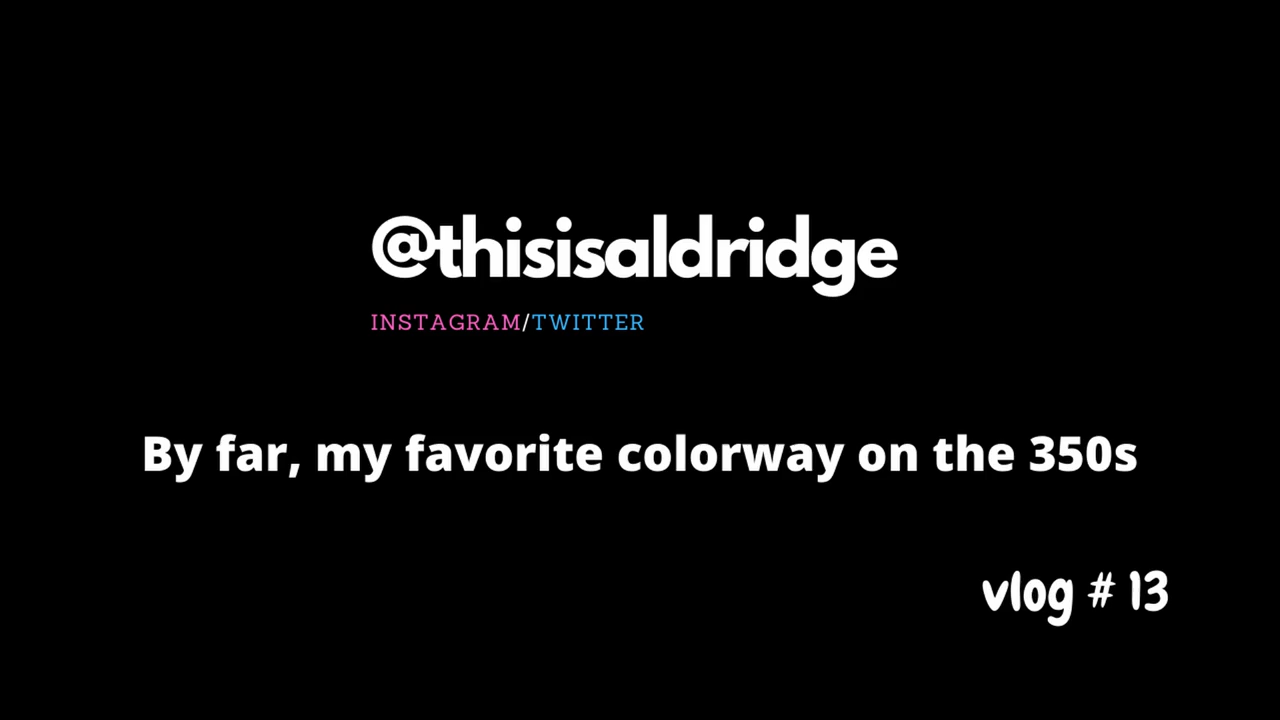 @thisisaldridge
INSTAGRAM/TWITTER
By far, my favorite colorway on the 350s
vlog # 13